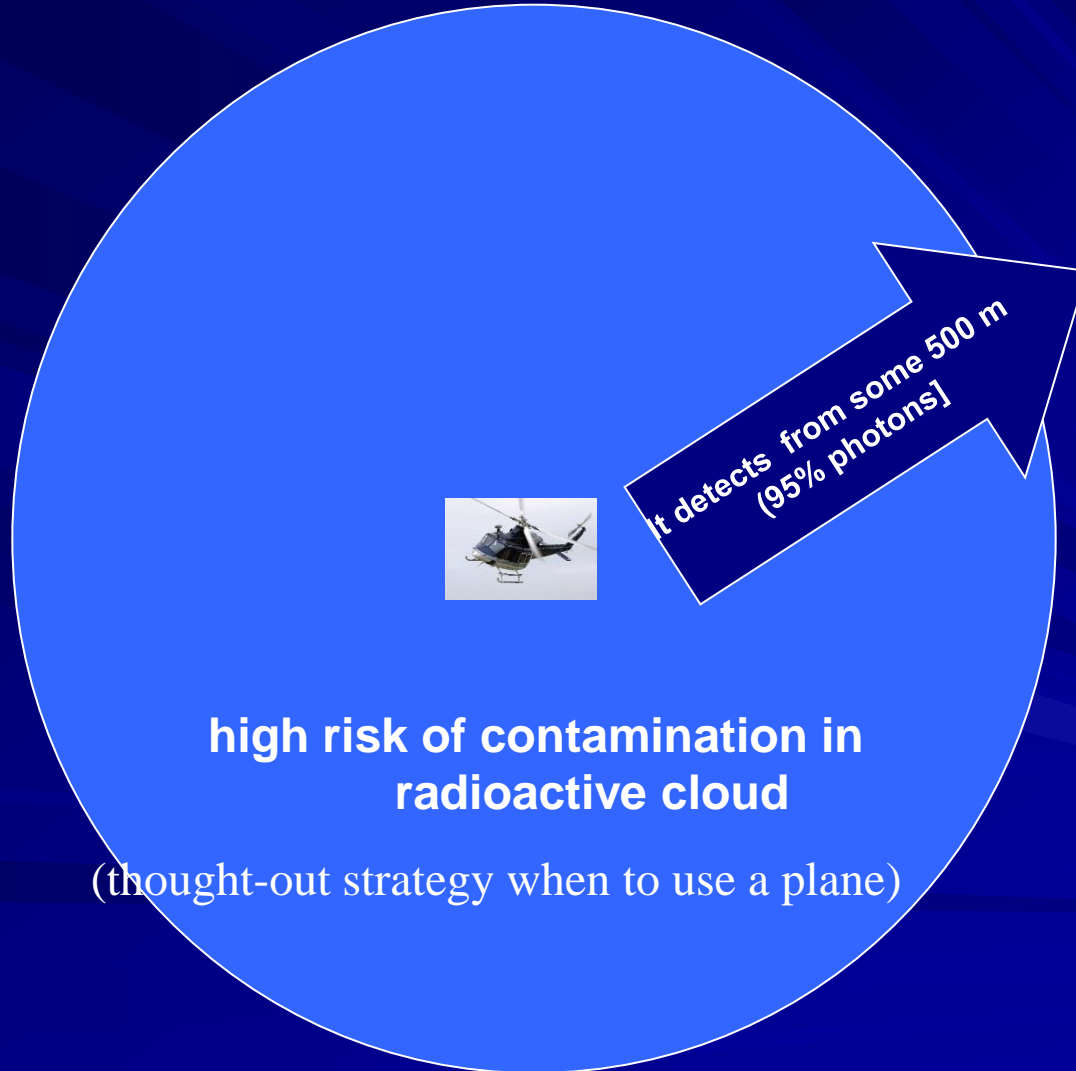 It detects from some 500 m
(95% photons]
high risk of contamination in
radioactive cloud
(thought-out strategy when to use a plane)